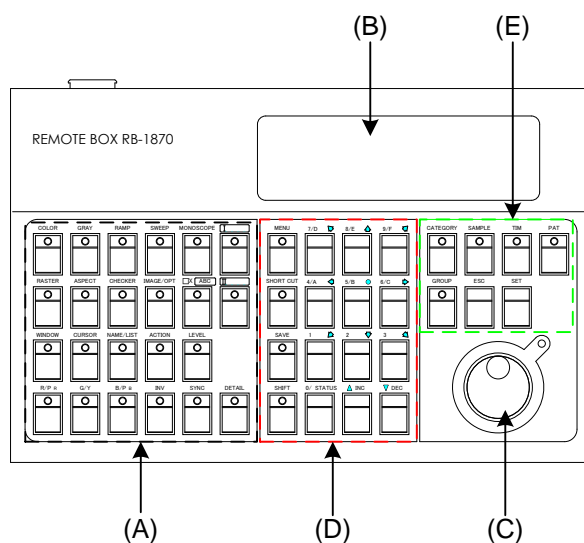 (B)
(E)
REMOTE BOX RB-1870
COLOR GRAY RAMP SWEEP MONOSCOPE
MENU 7/D 8/E 9/F
CATEGORY SAMPLE TIM PAT
RASTER ASPECT CHECKER IMAGE/OPT □X ABC
SHORT CUT 4/A 5/B 6/C
GROUP ESC SET
WINDOW CURSOR NAME/LIST ACTION LEVEL
SAVE 1 2 3
R/P G/Y B/P INV SYNC DETAIL
SHIFT 0/ STATUS INC DEC
(A)
(D)
(C)